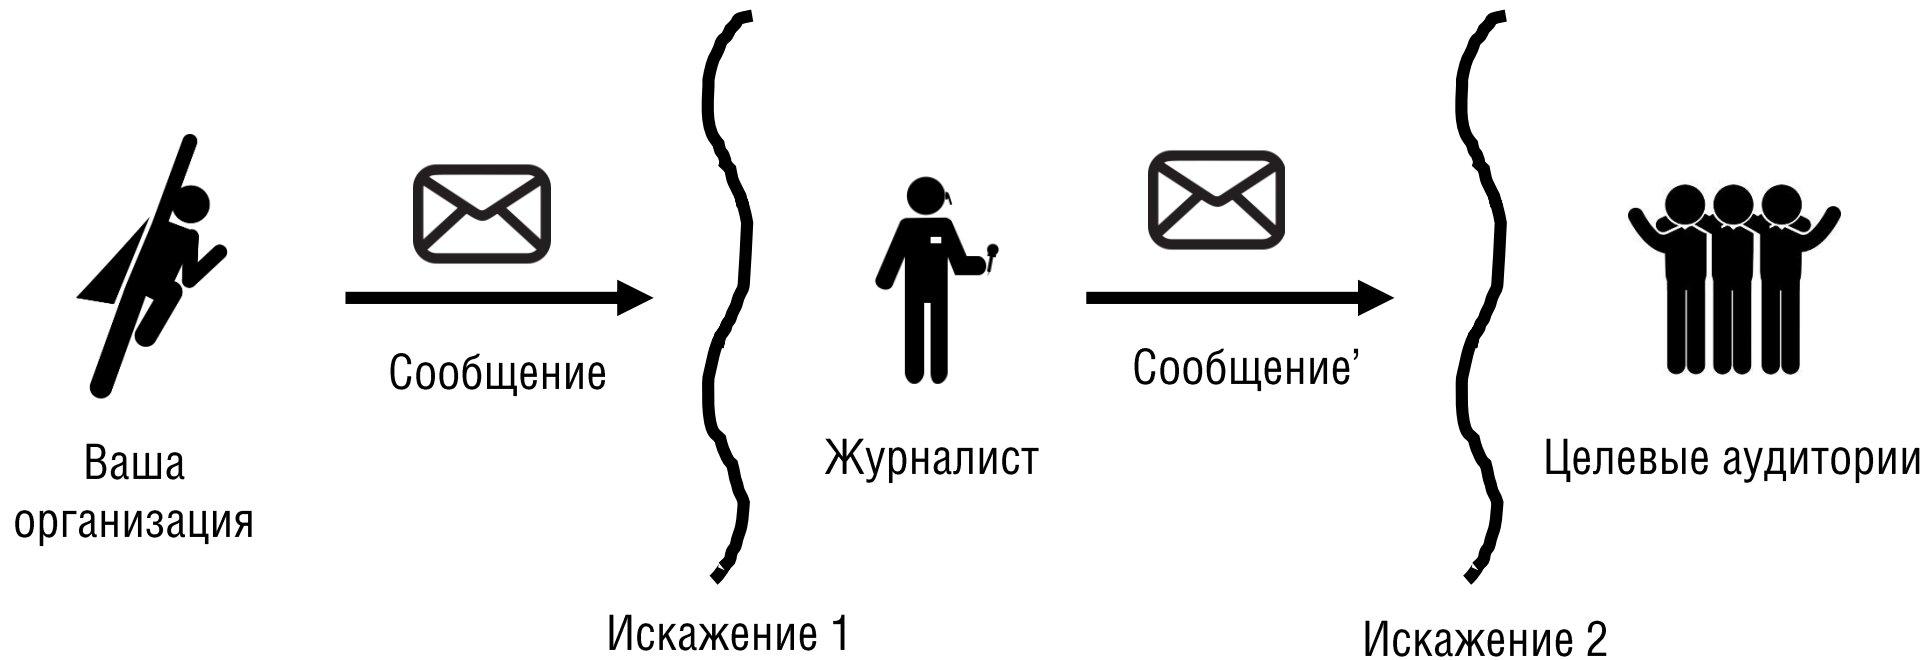 Ваша
организация
Сообщение
Искажение 1
Журналист
Сообщение’
Искажение 2
Целевые аудитории